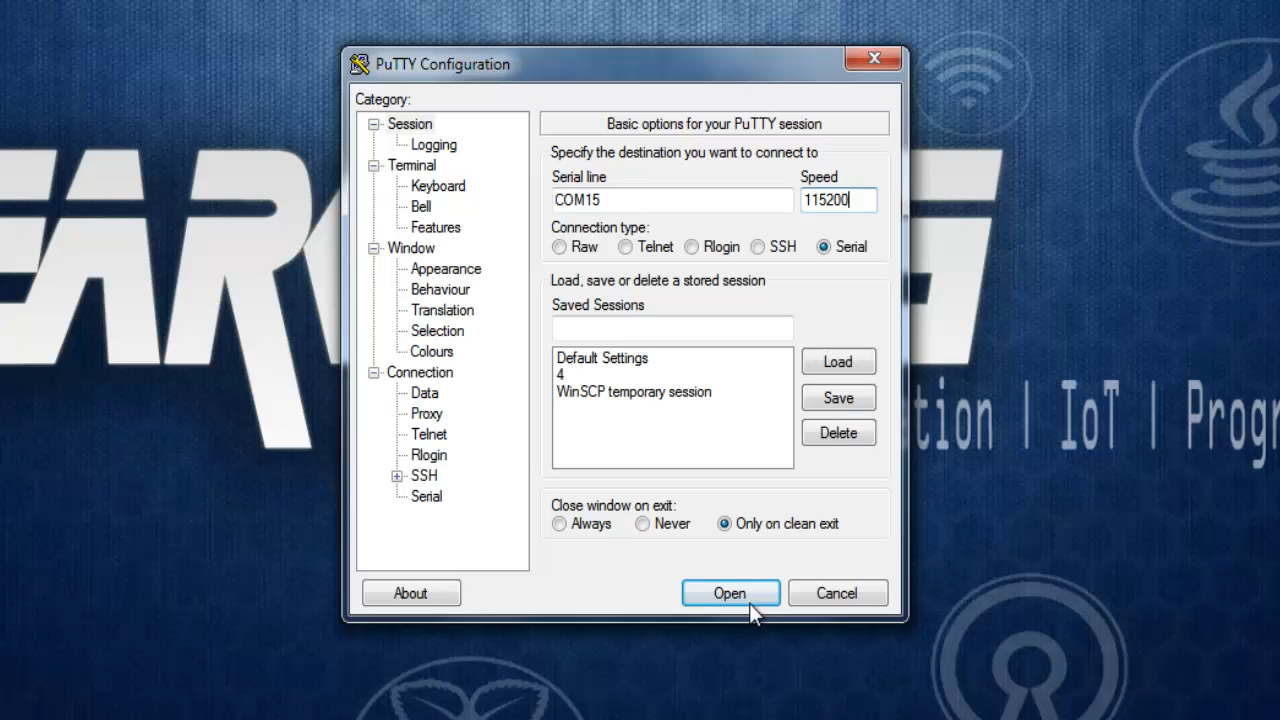 PuTTY Configuration
Category:
Session
Logging
Terminal
Keyboard
Bell
Features
Window
Appearance
Behaviour
Translation
Selection
Colours
Connection
Data
Proxy
Telnet
Rlogin
SSH
Serial
Basic options for your PuTTY session
Specify the destination you want to connect to
Serial line Speed
COM15 115200
Connection type:
Raw Telnet Rlogin SSH Serial
Load, save or delete a stored session
Saved Sessions
Default Settings
4
WinSCP temporary session
Load
Save
Delete
Close window on exit:
Always Never Only on clean exit
About Open Cancel
EAR
tion | IoT | Progr